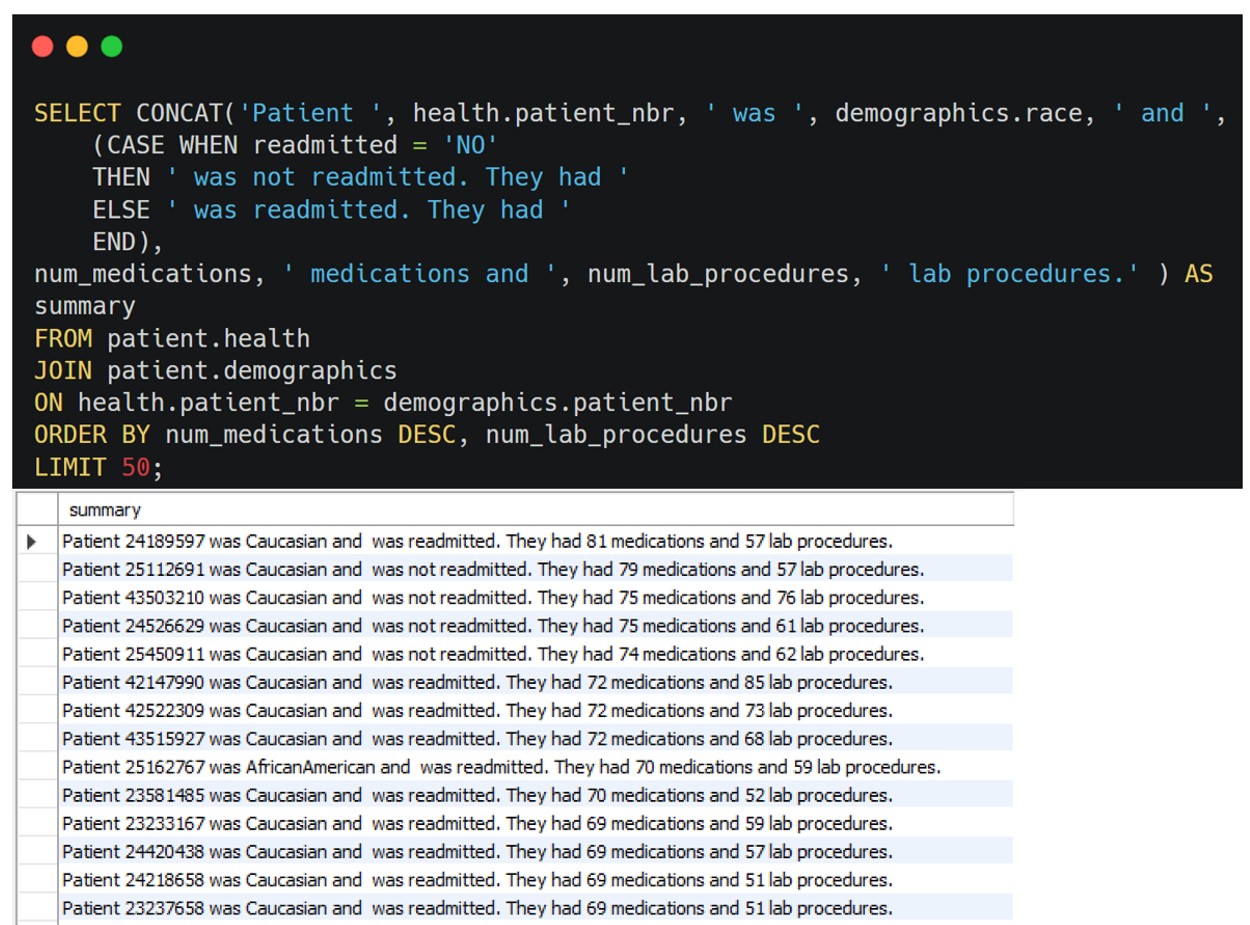 SELECT CONCAT('Patient ', health.patient_nbr, ' was ', demographics.race, ' and ',
    (CASE WHEN readmitted = 'NO'
    THEN ' was not readmitted. They had '
    ELSE ' was readmitted. They had '
    END),
num_medications, ' medications and ', num_lab_procedures, ' lab procedures.' ) AS
summary
FROM patient.health
JOIN patient.demographics
ON health.patient_nbr = demographics.patient_nbr
ORDER BY num_medications DESC, num_lab_procedures DESC
LIMIT 50;
summary
Patient 24189597 was Caucasian and  was readmitted. They had 81 medications and 57 lab procedures.
Patient 25112691 was Caucasian and  was not readmitted. They had 79 medications and 57 lab procedures.
Patient 43503210 was Caucasian and  was not readmitted. They had 75 medications and 76 lab procedures.
Patient 24526629 was Caucasian and  was not readmitted. They had 75 medications and 61 lab procedures.
Patient 25450911 was Caucasian and  was not readmitted. They had 74 medications and 62 lab procedures.
Patient 42147990 was Caucasian and  was readmitted. They had 72 medications and 85 lab procedures.
Patient 42522309 was Caucasian and  was readmitted. They had 72 medications and 73 lab procedures.
Patient 43515927 was Caucasian and  was readmitted. They had 72 medications and 68 lab procedures.
Patient 25162767 was AfricanAmerican and  was readmitted. They had 70 medications and 59 lab procedures.
Patient 23581485 was Caucasian and  was readmitted. They had 70 medications and 52 lab procedures.
Patient 23233167 was Caucasian and  was readmitted. They had 69 medications and 59 lab procedures.
Patient 24420438 was Caucasian and  was readmitted. They had 69 medications and 57 lab procedures.
Patient 24218658 was Caucasian and  was readmitted. They had 69 medications and 51 lab procedures.
Patient 23237658 was Caucasian and  was readmitted. They had 69 medications and 51 lab procedures.